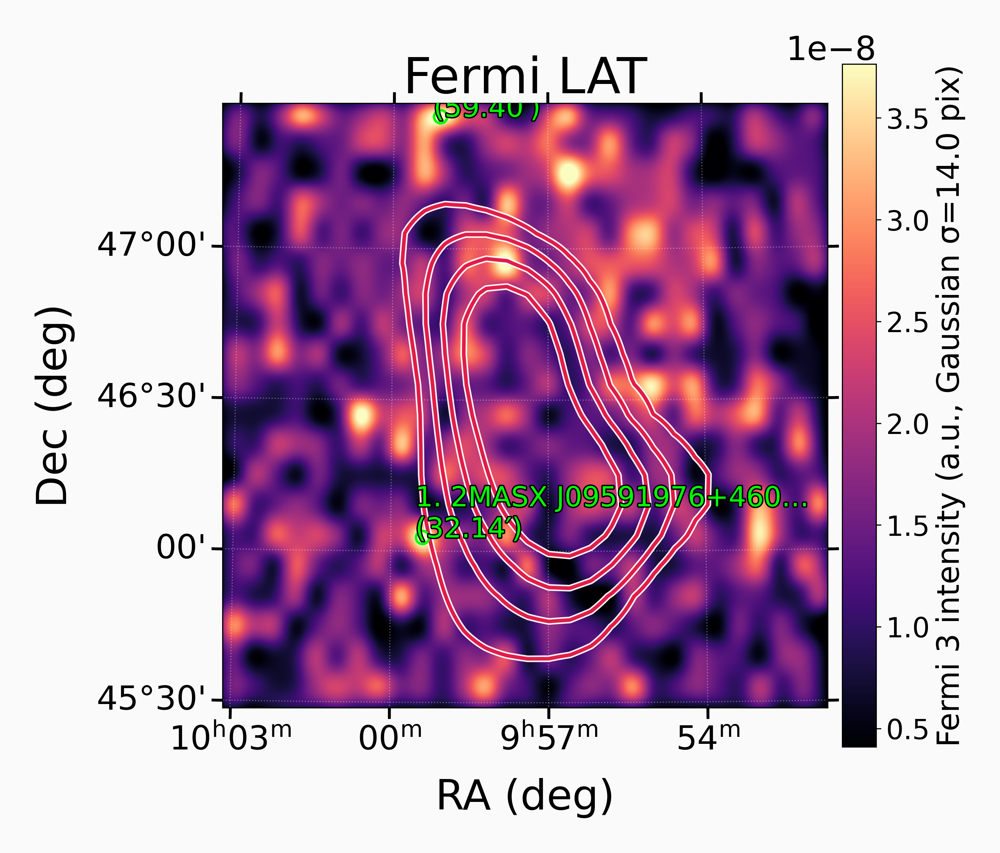 1e−8
Fermi LAT
(59.40 )
47°00'
46°30'
00'
45°30'
Dec (deg)
1. 2MASX J09591976+460...
(32.14′)
10ʰ03ᵐ
00ᵐ
9ʰ57ᵐ
54ᵐ
RA (deg)
3.5
3.0
2.5
2.0
1.5
1.0
0.5
Fermi 3 intensity (a.u., Gaussian σ=14.0 pix)